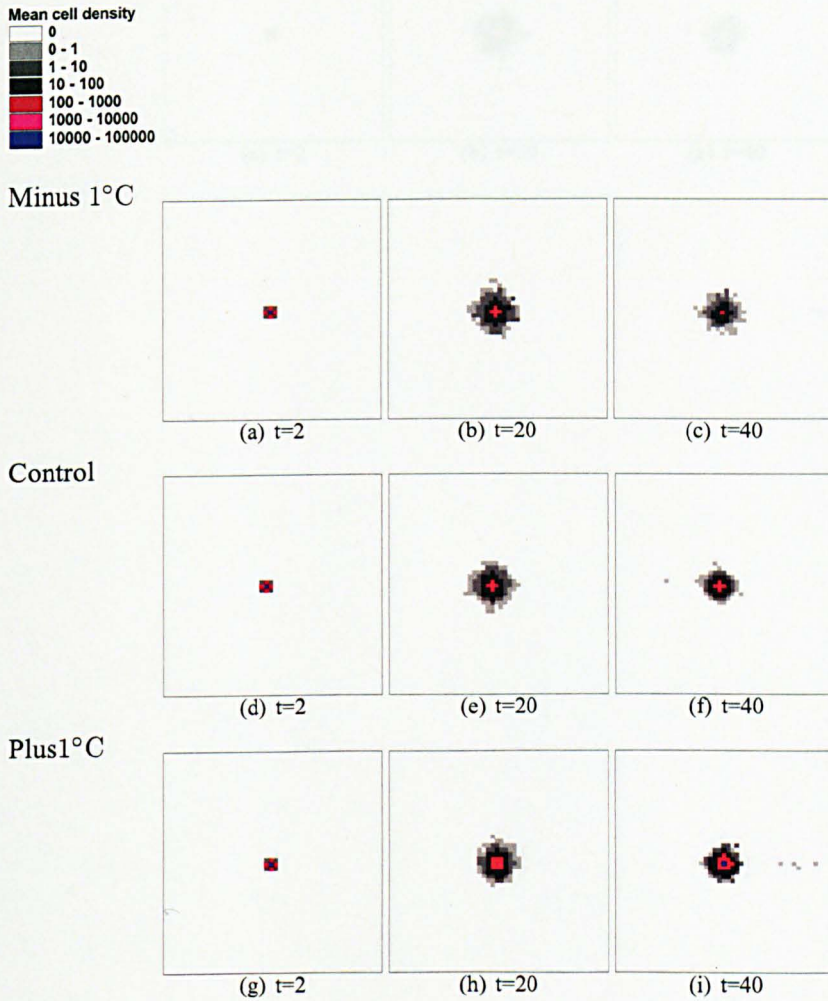 Mean cell density
0
0 - 1
1 - 10
10 - 100
100 - 1000
1000 - 10000
10000 - 100000
Minus 1°C
(a) t=2
(b) t=20
(c) t=40
Control
(d) t=2
(e) t=20
(f) t=40
Plus1°C
(g) t=2
(h) t=20
(i) t=40